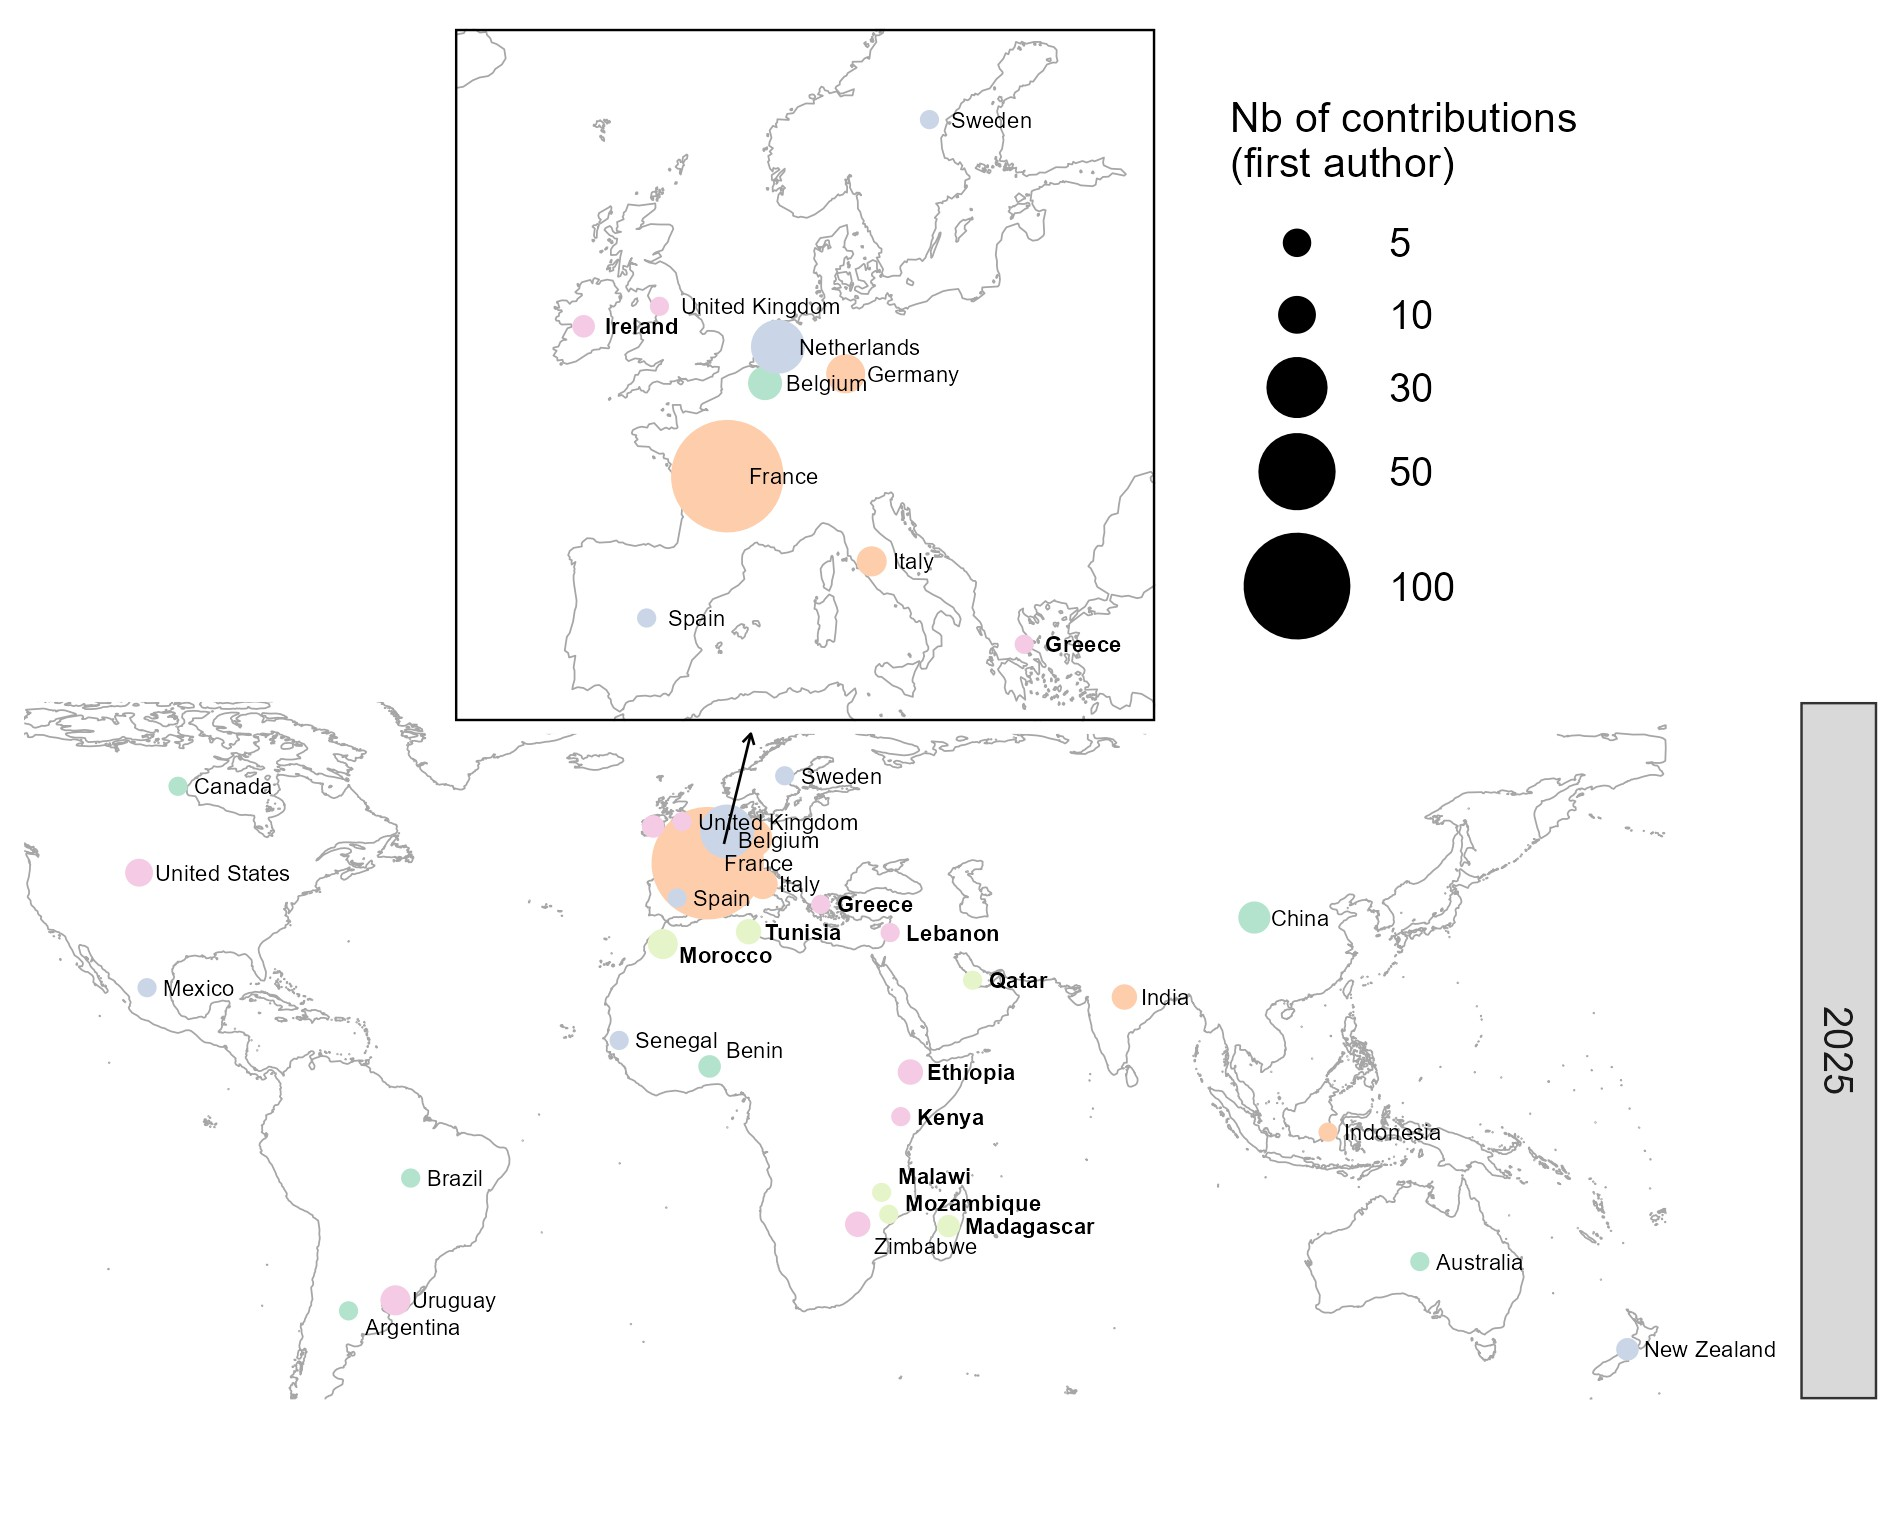 Nb of contributions
(first author)
5
10
30
50
100
Sweden
United Kingdom
Ireland
Netherlands
Germany
Belgium
France
Italy
Spain
Greece
Canada
Sweden
United Kingdom
Belgium
France
United States
Italy
Spain
Greece
Tunisia
Lebanon
China
Morocco
Qatar
Mexico
India
Senegal
Benin
Ethiopia
Kenya
Indonesia
Malawi
Brazil
Mozambique
Madagascar
Zimbabwe
Australia
Uruguay
Argentina
New Zealand
2025